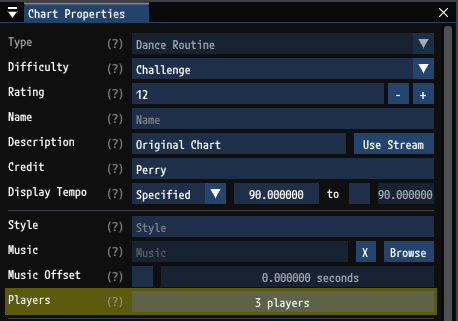 Chart Properties
Type (?) Dance Routine
Difficulty (?) Challenge
Rating (?) 12 - +
Name (?) Name
Description (?) Original Chart Use Stream
Credit (?) Perry
Display Tempo (?) Specified 90.000000 to 90.000000
Style (?) Style
Music (?) Music X Browse
Music Offset (?) 0.000000 seconds
Players (?) 3 players